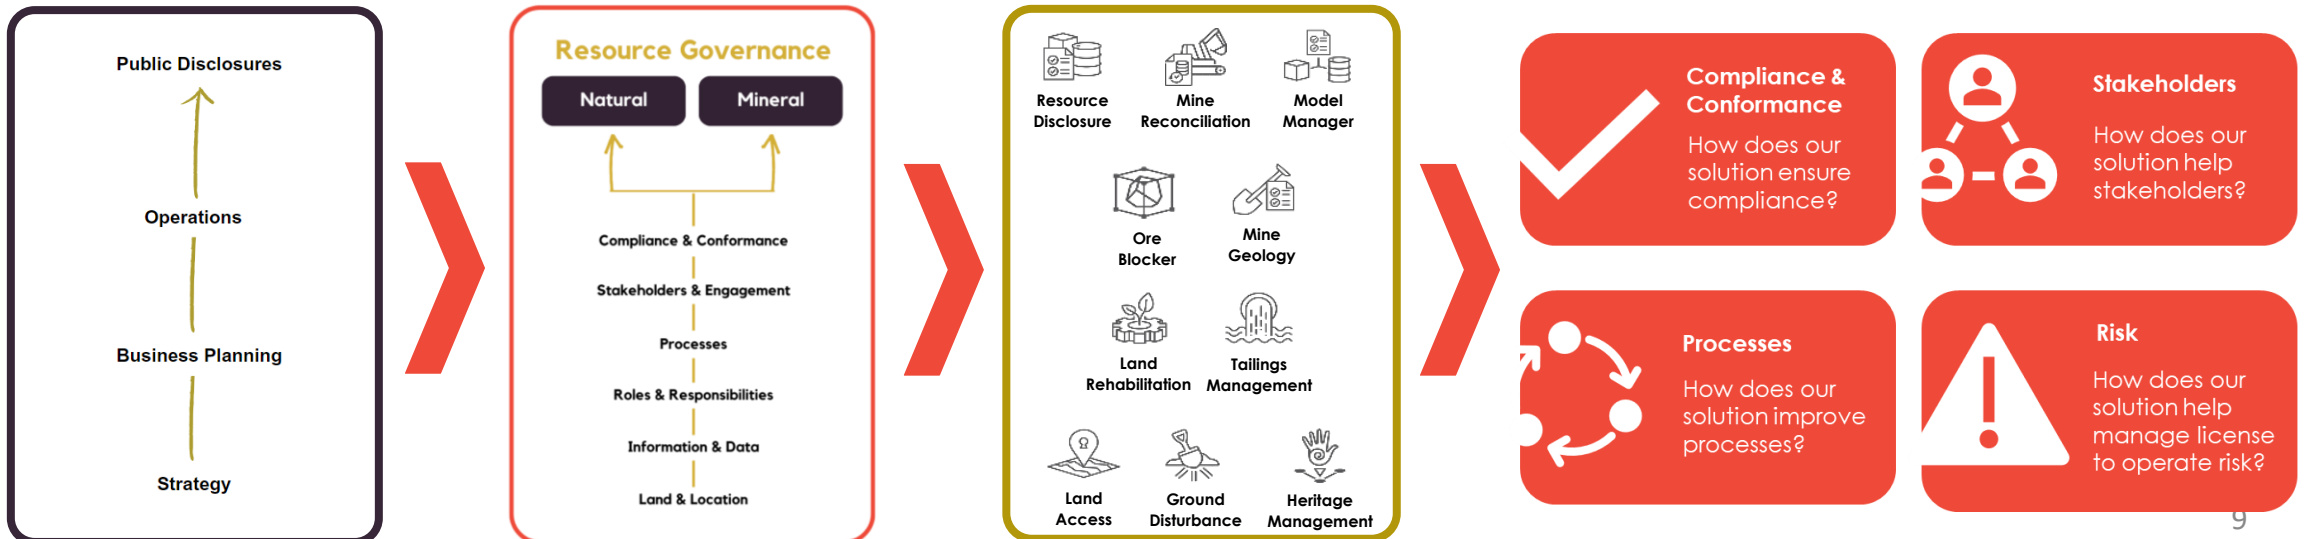 Public Disclosures
Operations
Business Planning
Strategy
Resource Governance
Natural
Mineral
Compliance & Conformance
Stakeholders & Engagement
Processes
Roles & Responsibilities
Information & Data
Land & Location
Resource
Disclosure
Mine
Reconciliation
Model
Manager
Ore
Blocker
Mine
Geology
Land
Rehabilitation
Tailings
Management
Land
Access
Ground
Disturbance
Heritage
Management
Compliance &
Conformance
How does our
solution ensure
compliance?
Stakeholders
How does our
solution help
stakeholders?
Processes
How does our
solution improve
processes?
Risk
How does our
solution help
manage license
to operate risk?
9